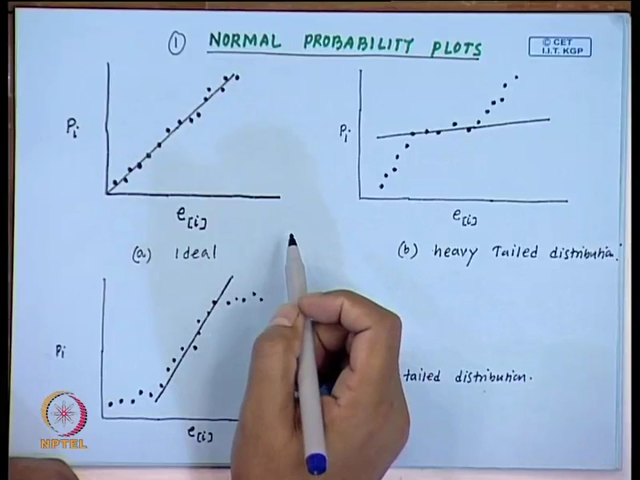 ① NORMAL PROBABILITY PLOTS
© CET
I.I.T. KGP
Pi
e[i]
(a) Ideal
Pi
e[i]
(b) heavy Tailed distribution.
Pi
e[i]
tailed distribution.
NPTEL